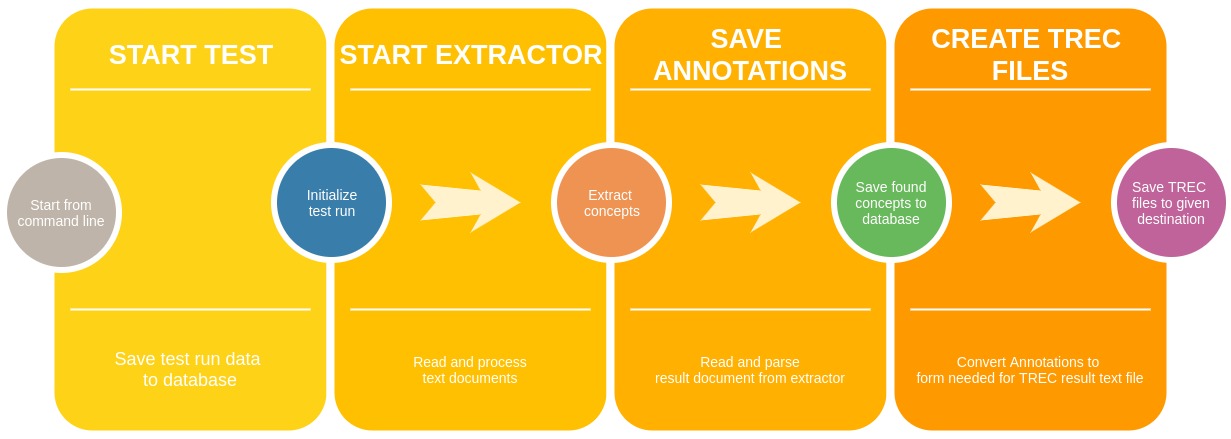 START TEST
START EXTRACTOR
SAVE
ANNOTATIONS
CREATE TREC
FILES
Start from
command line
Initialize
test run
Extract
concepts
Save found
concepts to
database
Save TREC
files to given
destination
Save test run data
to database
Read and process
text documents
Read and parse
result document from extractor
Convert Annotations to
form needed for TREC result text file